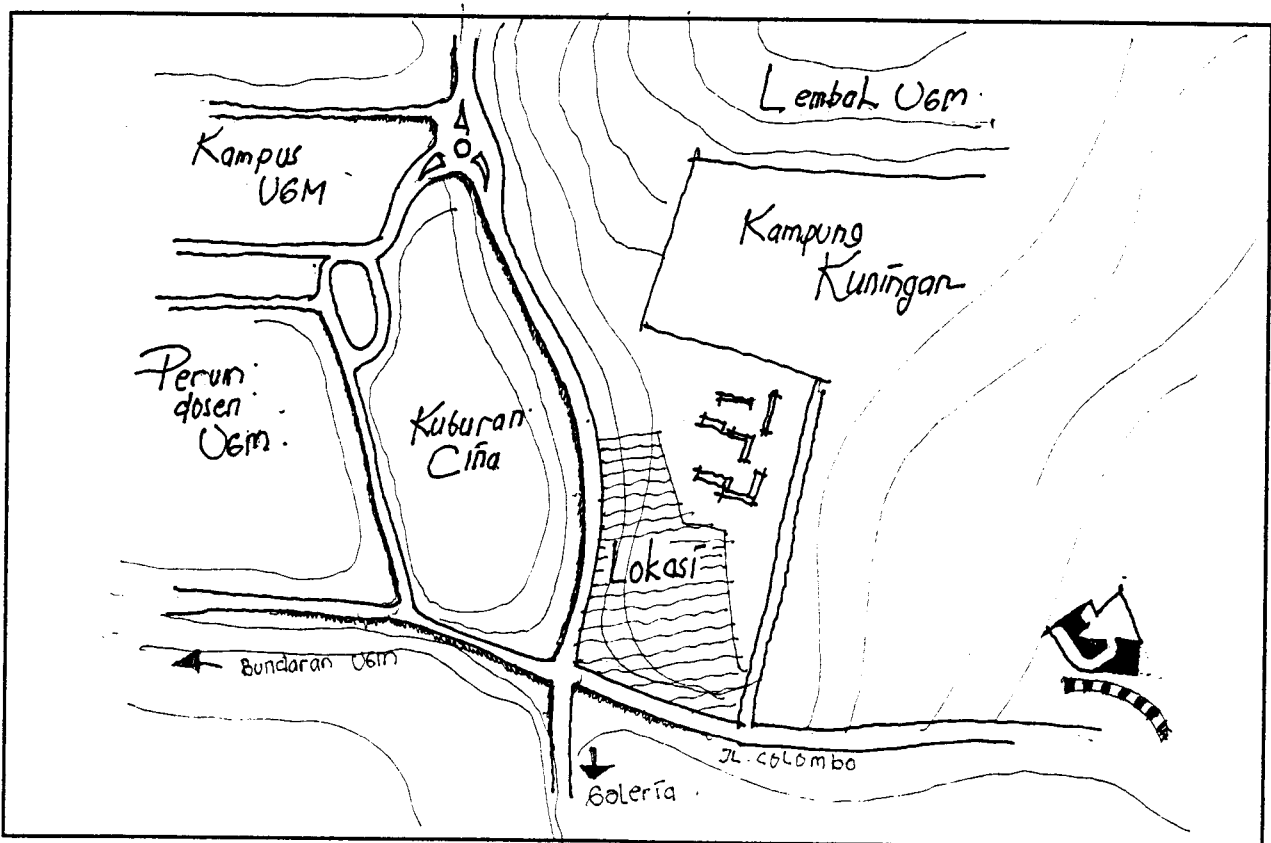 Lembah UGM.
Kampus
UGM
Kampung
Kuningan
Perum
dosen
UGM.
Kuburan
Cina
Lokasi
Bundaran UGM
JL. COLOMBO
Galeria